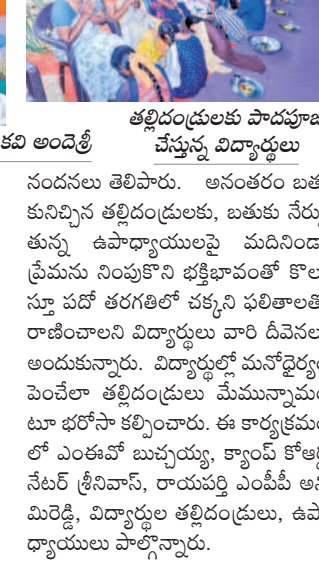 తల్లిదండ్రులకు పాదపూజ
చేస్తున్న విద్యార్థులు
కవి అందెశ్రీ
నందనలు తెలిపారు. అనంతరం బతు
కునిచ్చిన తల్లిదండ్రులకు, బతుకు నేర్పు
తున్న ఉపాధ్యాయులపై మదినిండా
ప్రేమను నింపుకొని భక్తిభావంతో కొల
స్తూ పదో తరగతిలో చక్కని ఫలితాలతో
రాణించాలని విద్యార్థులు వారి దీవెనలు
అందుకున్నారు. విద్యార్థుల్లో మనోధైర్యం
పెంచేలా తల్లిదండ్రులు మేమున్నామం
టూ భరోసా కల్పించారు. ఈ కార్యక్రమం
లో ఎంఈవో బుచ్చయ్య, క్యాంప్ కోఆర్డి
నేటర్ శ్రీనివాస్, రాయపర్తి ఎంపీపీ అని
మిరెడ్డి, విద్యార్థుల తల్లిదండ్రులు, ఉపా
ధ్యాయులు పాల్గొన్నారు.